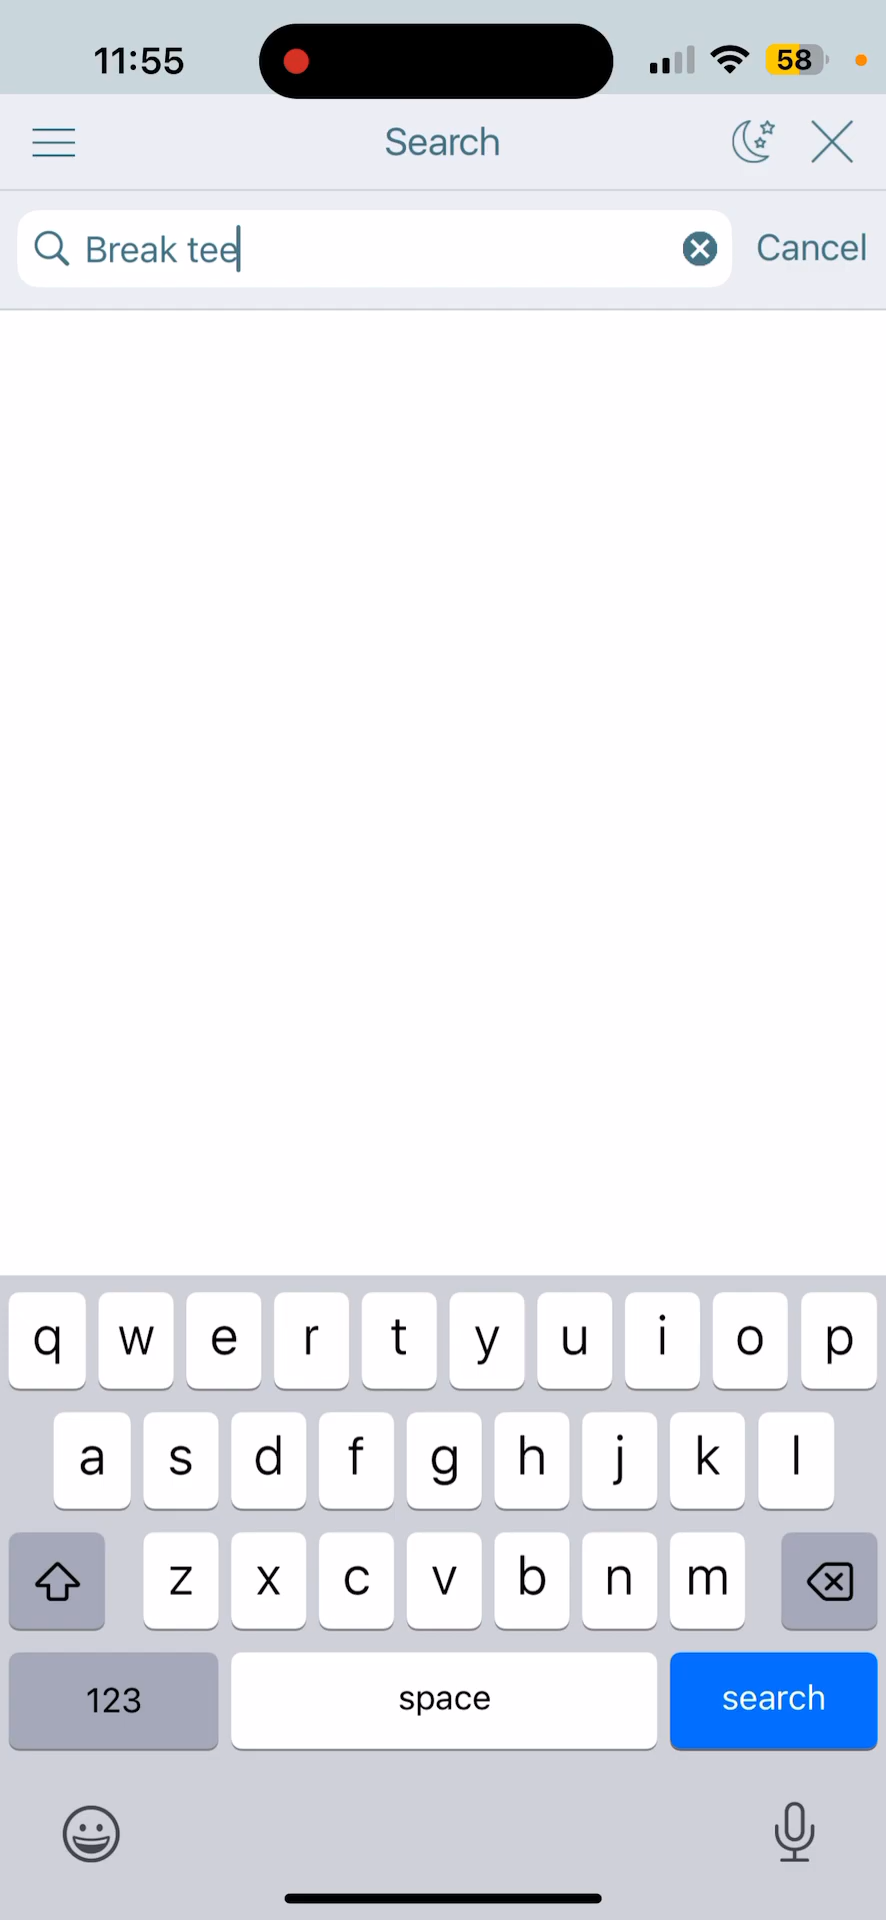 11:55
58
Search
Break tee
Cancel
q w e r t y u i o p
a s d f g h j k l
z x c v b n m
123 space search